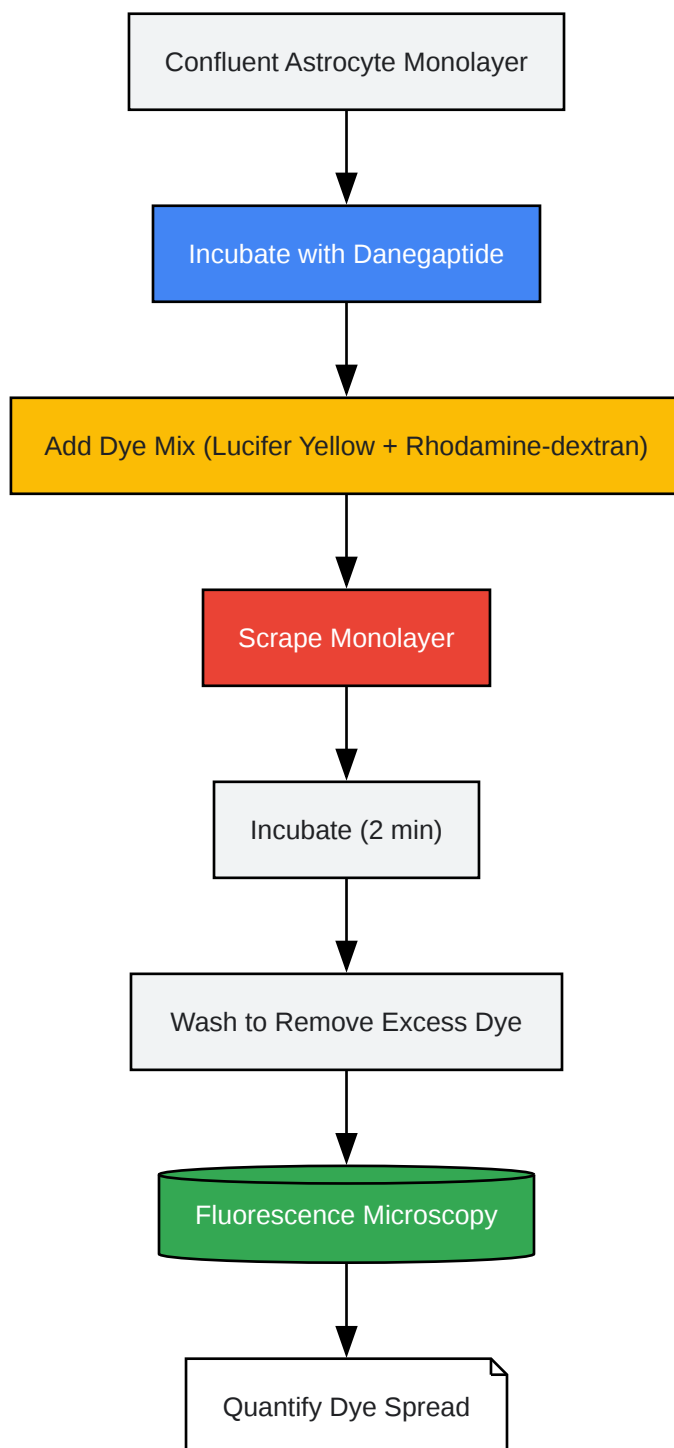 Confluent Astrocyte Monolayer
Incubate with Danegaptide
Add Dye Mix (Lucifer Yellow + Rhodamine-dextran)
Scrape Monolayer
Incubate (2 min)
Wash to Remove Excess Dye
Fluorescence Microscopy
Quantify Dye Spread